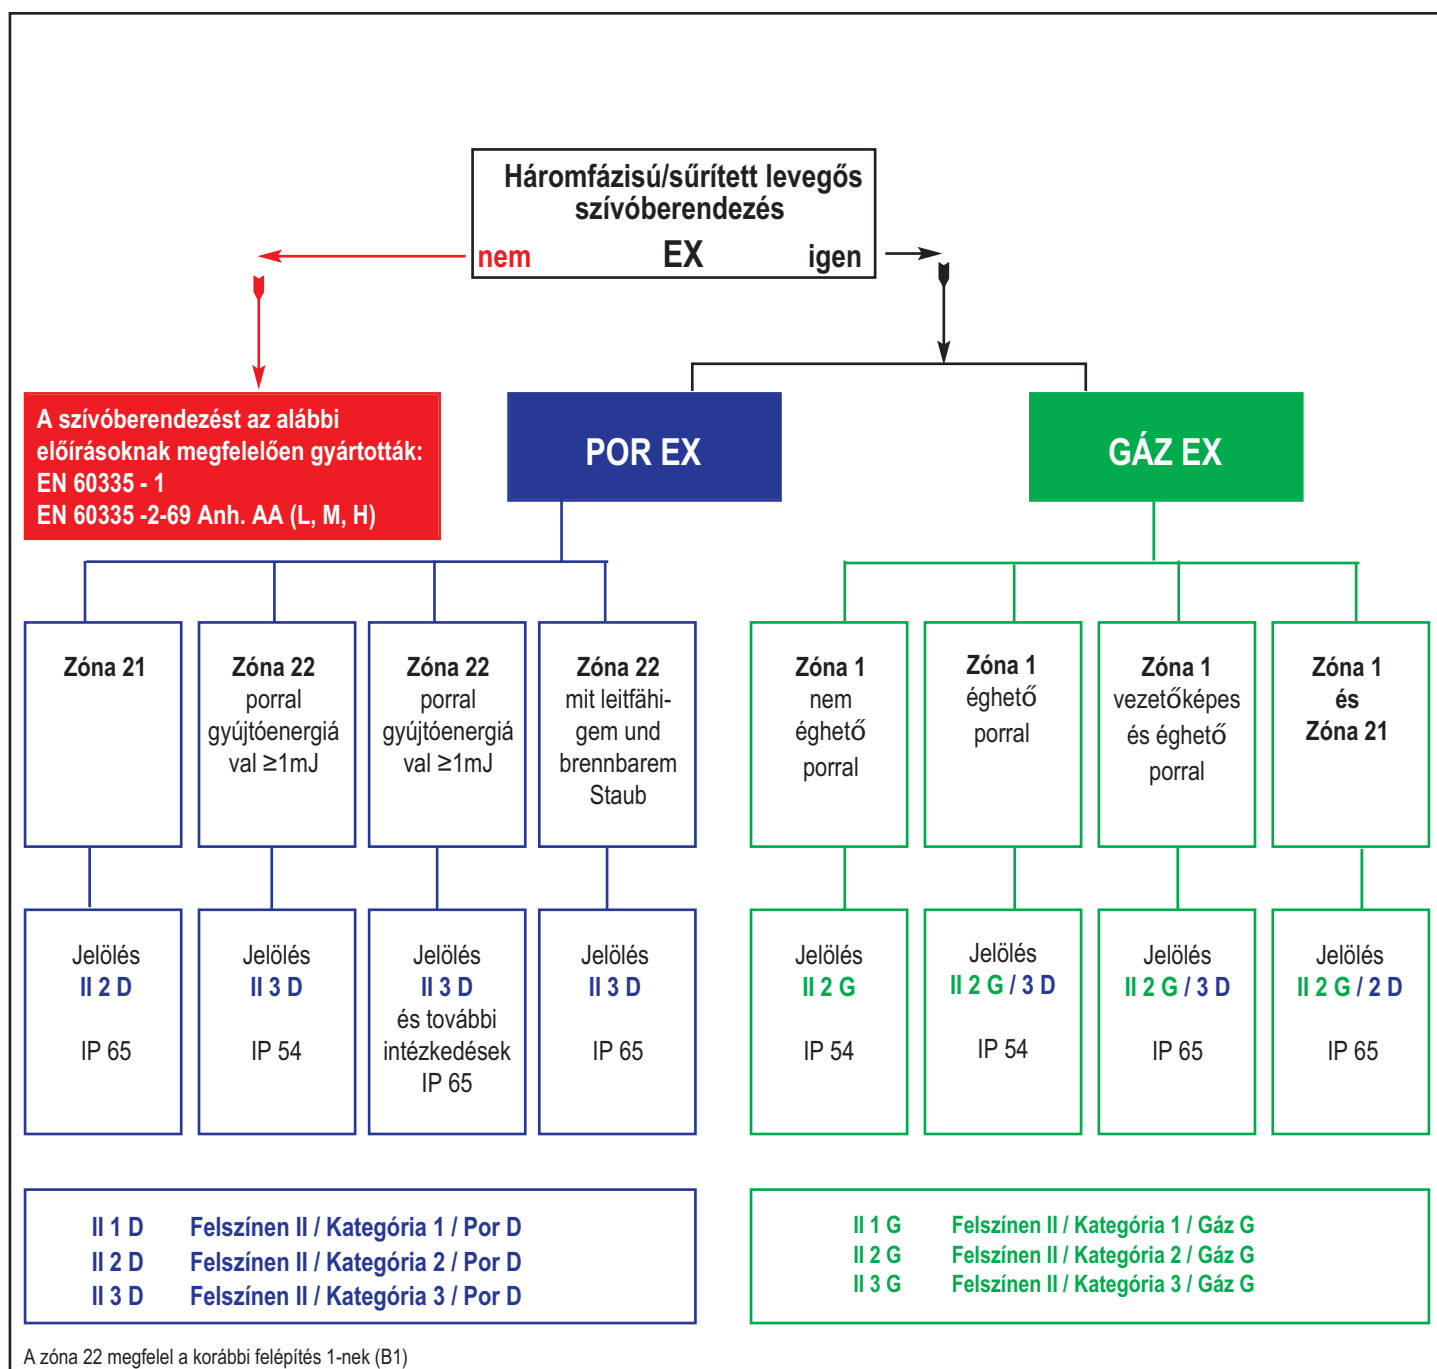 Háromfázisú/sűrített levegős
szívóberendezés
nem EX igen
A szívóberendezést az alábbi
előírásoknak megfelelően gyártották:
EN 60335 - 1
EN 60335 -2-69 Anh. AA (L, M, H)
POR EX
GÁZ EX
Zóna 21
Zóna 22
porral
gyújtóenergiá
val ≥1mJ
Zóna 22
porral
gyújtóenergiá
val ≥1mJ
Zóna 22
mit leitfähi-
gem und
brennbarem
Staub
Zóna 1
nem
éghető
porral
Zóna 1
éghető
porral
Zóna 1
vezetőképes
és éghető
porral
Zóna 1
és
Zóna 21
Jelölés
II 2 D
IP 65
Jelölés
II 3 D
IP 54
Jelölés
II 3 D
és további
intézkedések
IP 65
Jelölés
II 3 D
IP 65
Jelölés
II 2 G
IP 54
Jelölés
II 2 G / 3 D
IP 54
Jelölés
II 2 G / 3 D
IP 65
Jelölés
II 2 G / 2 D
IP 65
II 1 D Felszínen II / Kategória 1 / Por D
II 2 D Felszínen II / Kategória 2 / Por D
II 3 D Felszínen II / Kategória 3 / Por D
II 1 G Felszínen II / Kategória 1 / Gáz G
II 2 G Felszínen II / Kategória 2 / Gáz G
II 3 G Felszínen II / Kategória 3 / Gáz G
A zóna 22 megfelel a korábbi felépítés 1-nek (B1)